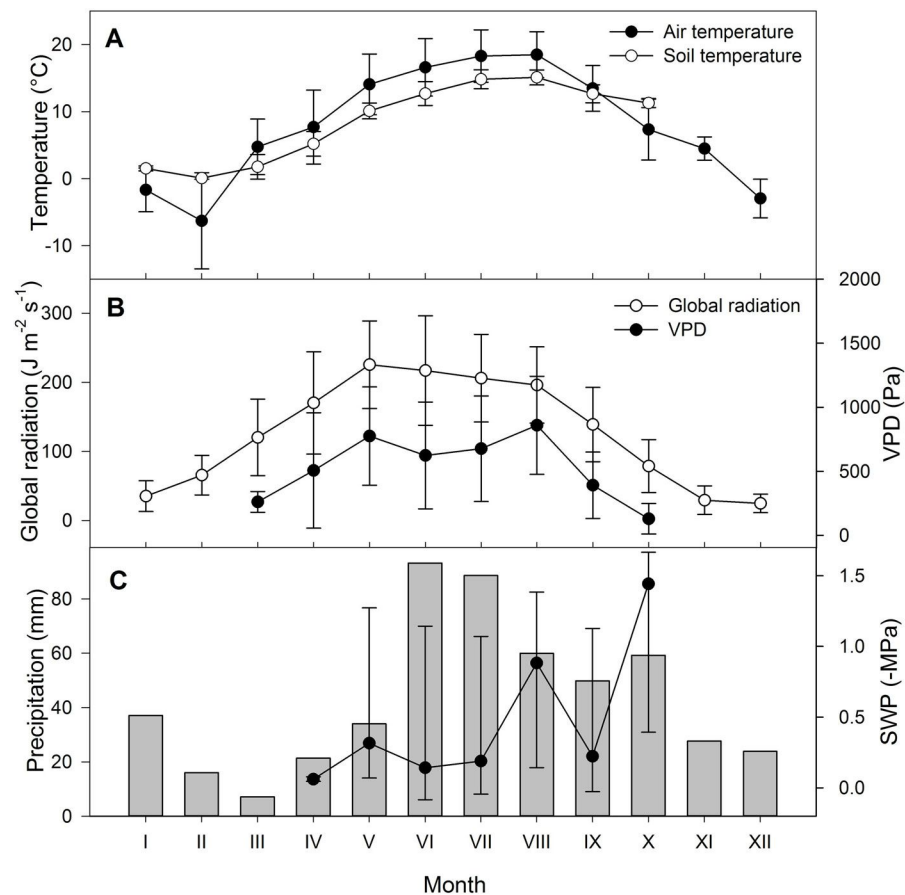 A
Air temperature
Soil temperature
Temperature (°C)
20
10
0
-10
B
Global radiation
VPD
Global radiation (J m⁻² s⁻¹)
300
200
100
0
VPD (Pa)
2000
1500
1000
500
0
C
Precipitation (mm)
80
60
40
20
0
SWP (-MPa)
1.5
1.0
0.5
0.0
I II III IV V VI VII VIII IX X XI XII
Month